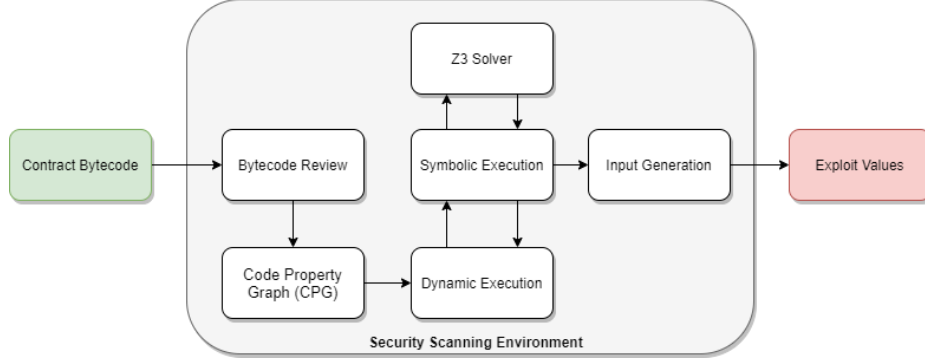 Z3 Solver
Contract Bytecode
Bytecode Review
Symbolic Execution
Input Generation
Exploit Values
Code Property
Graph (CPG)
Dynamic Execution
Security Scanning Environment